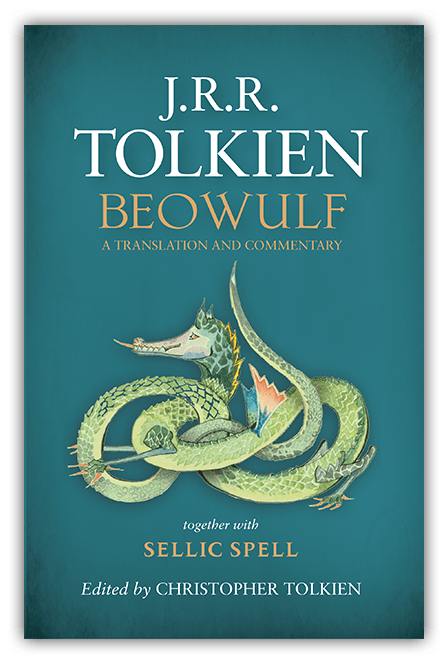 J.R.R.
TOLKIEN
BEOWULF
A TRANSLATION AND COMMENTARY
together with
SELLIC SPELL
Edited by CHRISTOPHER TOLKIEN